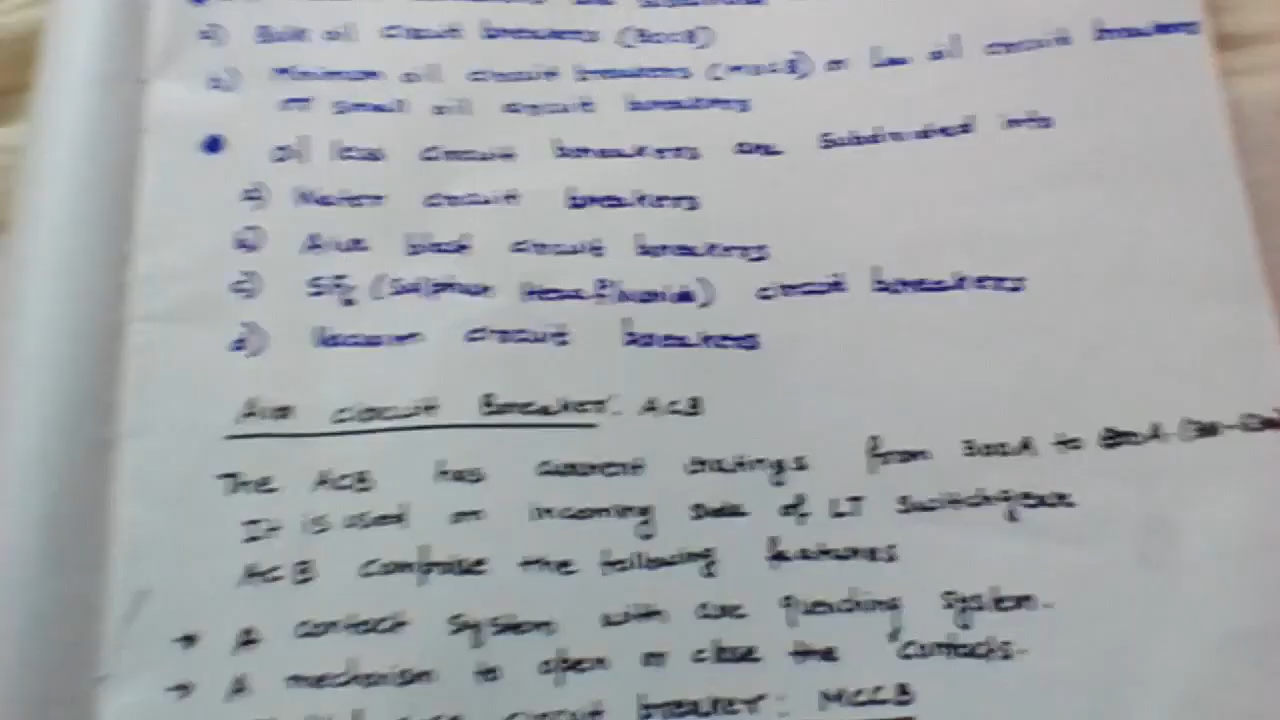 a) Bulk oil circuit breakers (BOCB)
b) Minimum oil circuit breakers (MOCB) or low oil circuit breakers
or small oil circuit breakers
Oil less circuit breakers are subdivided into
a) circuit breakers
b) blast circuit breakers
c) SF6 (Sulphur Hexafluoride) circuit breakers
d) Vacuum circuit breakers
Air circuit Breaker: ACB
The ACB has current ratings from to
It is used on incoming side of LT Switchgear
ACB comprise the following features
→ A contact system with arc quenching system.
→ A mechanism to open or close the contacts.
circuit breaker: MCCB